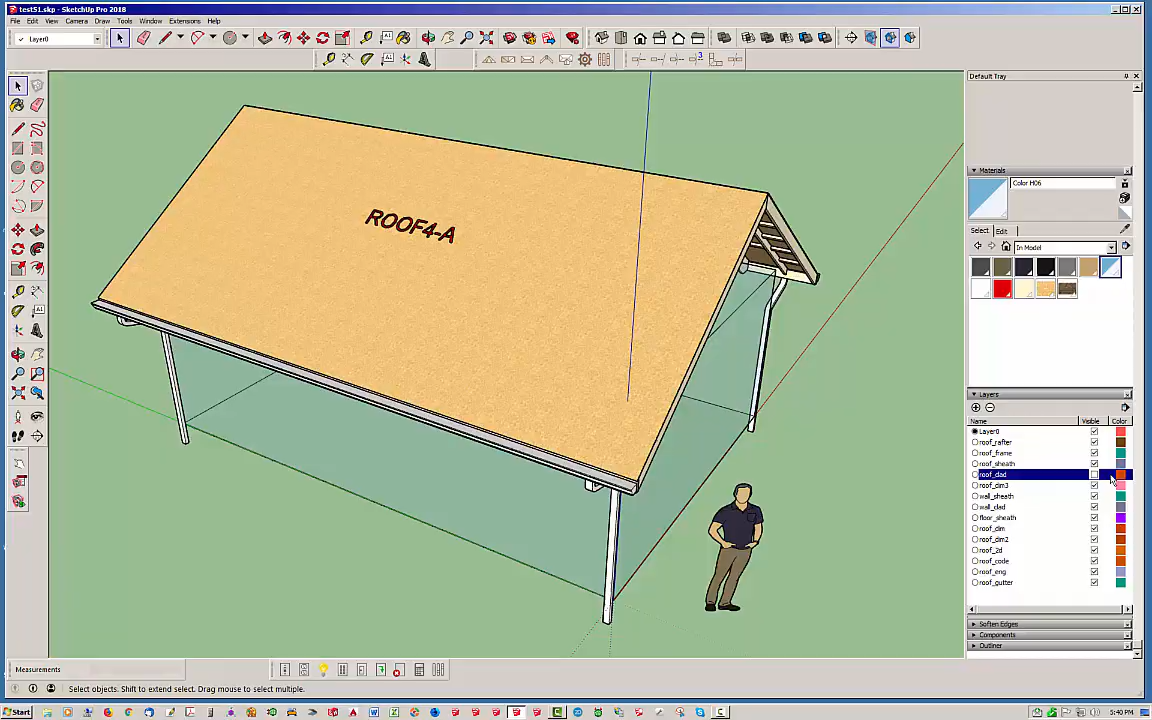 test51.skp - SketchUp Pro 2018
File Edit View Camera Draw Tools Window Extensions Help
Layer0
Default Tray
Materials
Color H06
Select Edit
In Model
ROOF4-A
Layers
Name Visible Color
Layer0
roof_rafter
roof_frame
roof_sheath
roof_clad
roof_dim3
wall_sheath
wall_clad
floor_sheath
roof_dim
roof_dim2
roof_2d
roof_code
roof_eng
roof_gutter
Soften Edges
Components
Outliner
Measurements
Select objects. Shift to extend select. Drag mouse to select multiple.
Start
5:40 PM